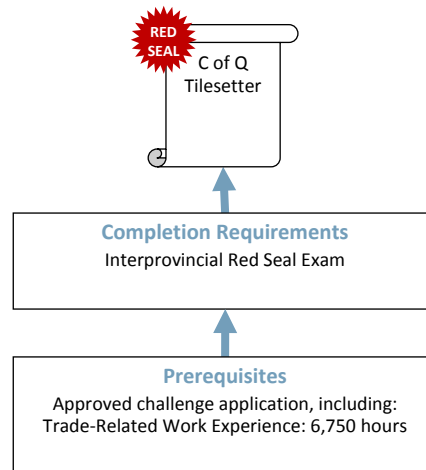 RED
SEAL
C of Q
Tilesetter
Completion Requirements
Interprovincial Red Seal Exam
Prerequisites
Approved challenge application, including:
Trade-Related Work Experience: 6,750 hours